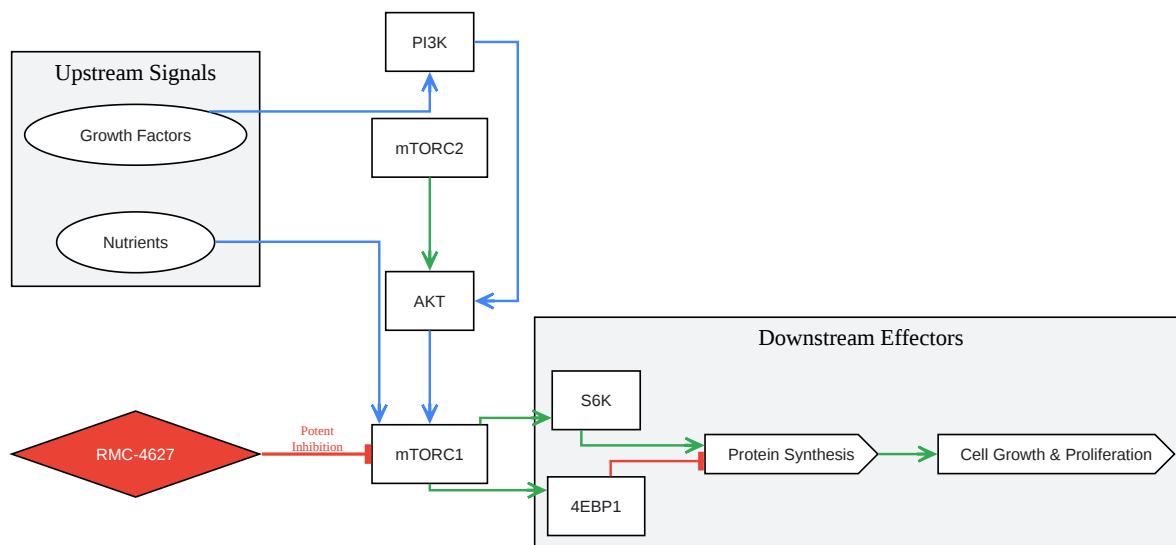 PI3K
Upstream Signals
Growth Factors
mTORC2
Nutrients
AKT
Downstream Effectors
S6K
Potent
Inhibition
RMC-4627
mTORC1
Protein Synthesis
Cell Growth & Proliferation
4EBP1